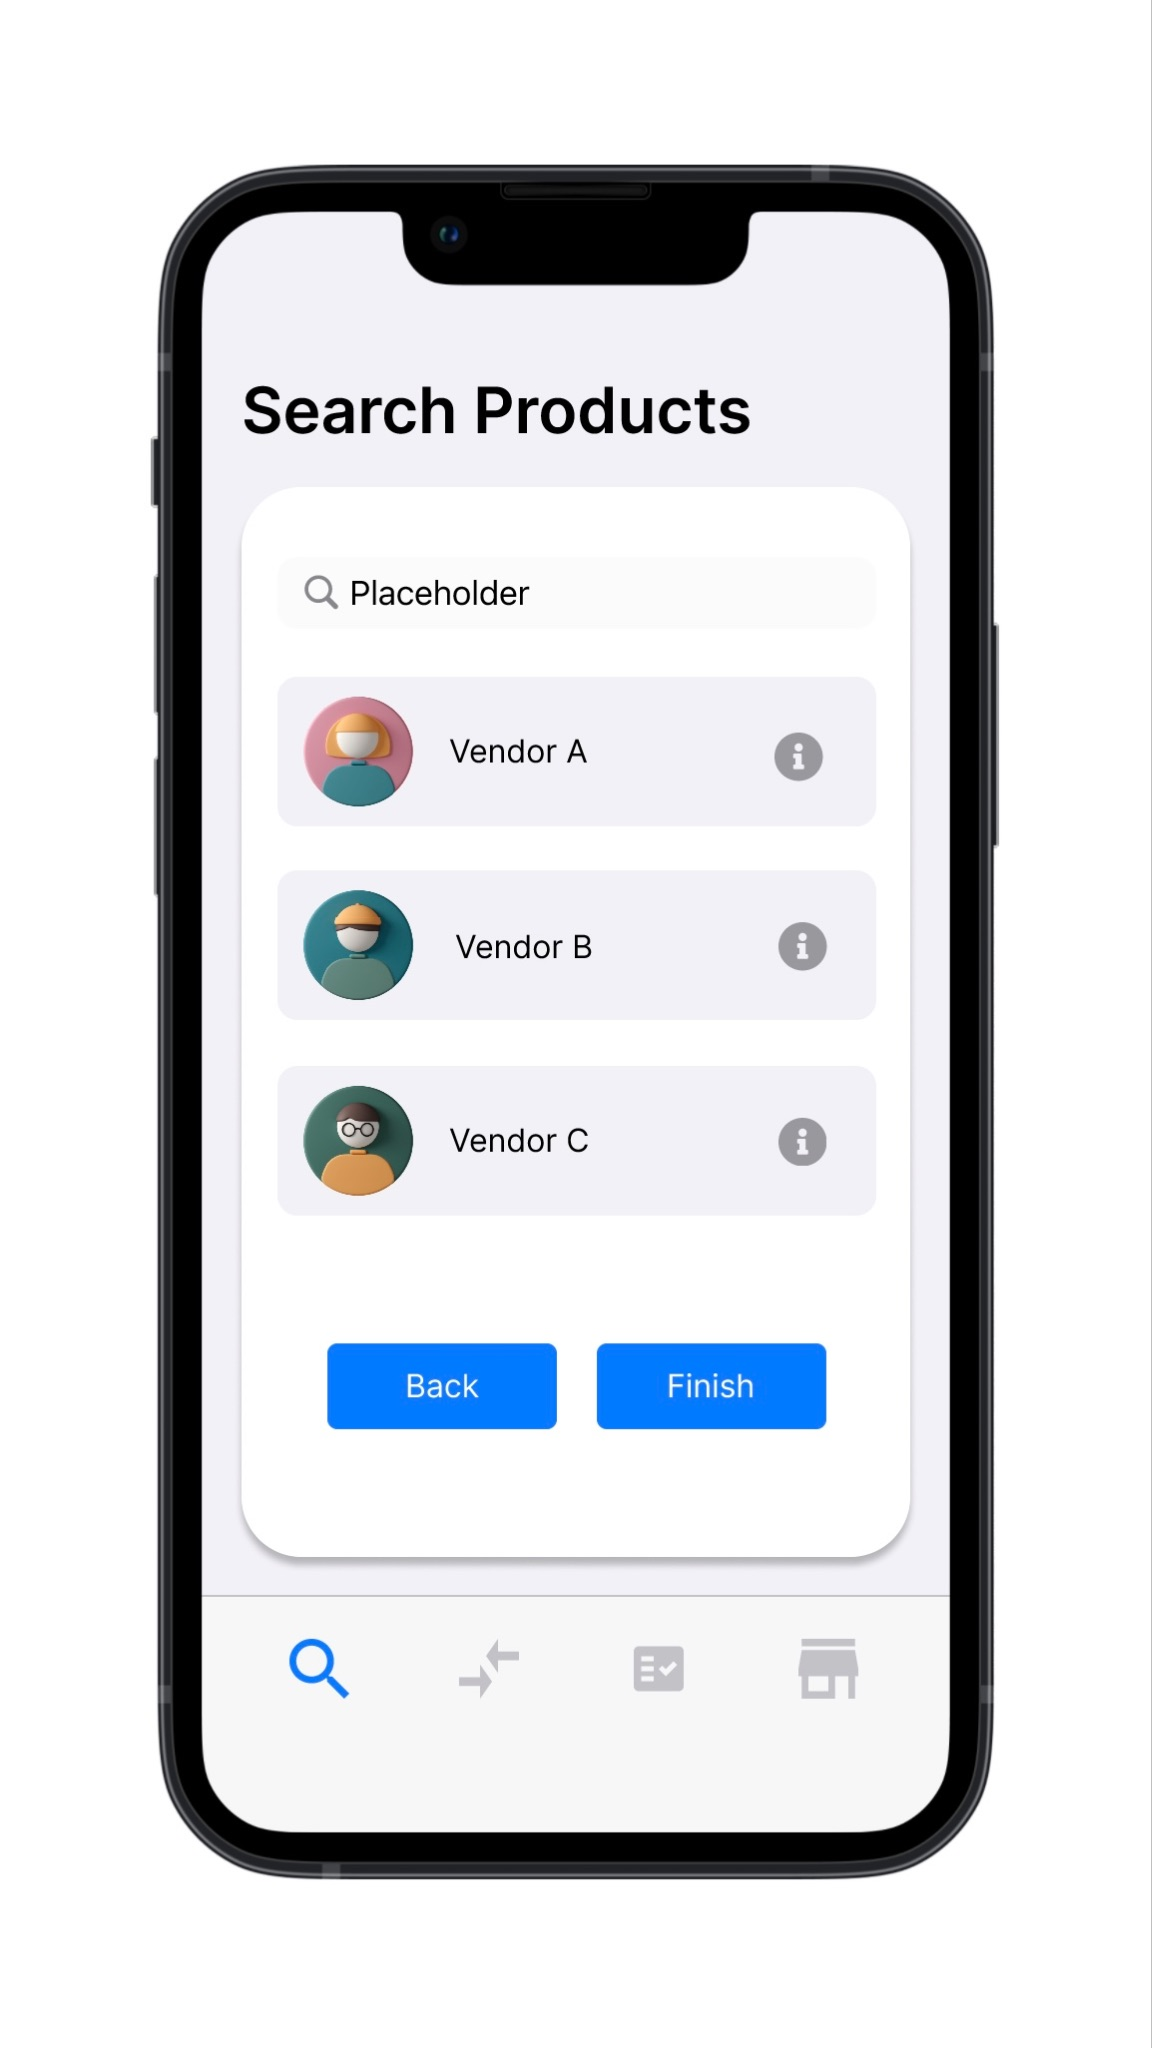 Search Products
Placeholder
Vendor A
Vendor B
Vendor C
Back
Finish